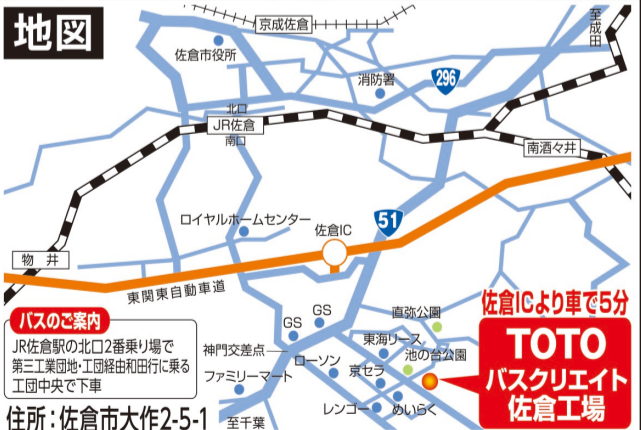 地図
京成佐倉
至成田
佐倉市役所
消防署
296
北口
JR佐倉
南口
南酒々井
ロイヤルホームセンター
佐倉IC
51
物井
東関東自動車道
佐倉ICより車で5分
TOTO
バスクリエイト
佐倉工場
バスのご案内
JR佐倉駅の北口2番乗り場で
第三工業団地・工団経由和田行に乗る
工団中央で下車
GS
GS
直弥公園
神門交差点
東海リース
池の台公園
ローソン
京セラ
ファミリーマート
レンゴー
めいらく
至千葉
住所:佐倉市大作2-5-1